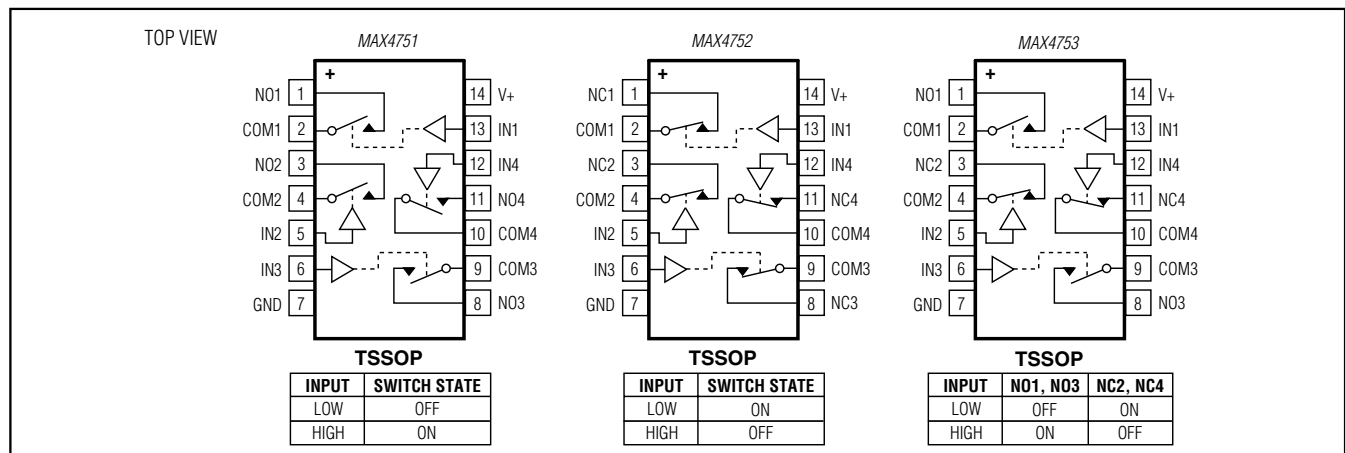 TOP VIEW
MAX4751
+
NO1 1 14 V+
COM1 2 13 IN1
NO2 3 12 IN4
COM2 4 11 NO4
IN2 5 10 COM4
IN3 6 9 COM3
GND 7 8 NO3
TSSOP
INPUT SWITCH STATE
LOW OFF
HIGH ON
MAX4752
+
NC1 1 14 V+
COM1 2 13 IN1
NC2 3 12 IN4
COM2 4 11 NC4
IN2 5 10 COM4
IN3 6 9 COM3
GND 7 8 NC3
TSSOP
INPUT SWITCH STATE
LOW ON
HIGH OFF
MAX4753
+
NO1 1 14 V+
COM1 2 13 IN1
NC2 3 12 IN4
COM2 4 11 NC4
IN2 5 10 COM4
IN3 6 9 COM3
GND 7 8 NO3
TSSOP
INPUT NO1, NO3 NC2, NC4
LOW OFF ON
HIGH ON OFF